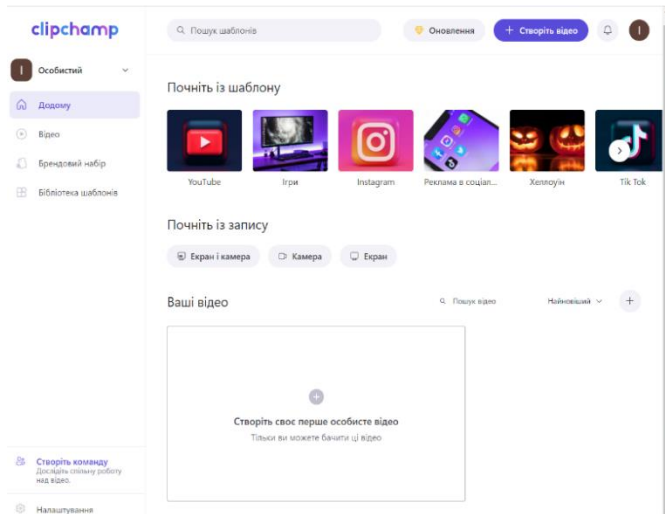 clipchamp
Пошук шаблонів
Оновлення
+ Створіть відео
I
I
Особистий
Додому
Відео
Брендовий набір
Бібліотека шаблонів
Почніть із шаблону
YouTube
Ігри
Instagram
Реклама в соціал...
Хеллоуін
Tik Tok
Почніть із запису
Екран і камера
Камера
Екран
Ваші відео
Пошук відео
Найновіший
Створіть своє перше особисте відео
Тільки ви можете бачити ці відео
Створіть команду
Дослідіть спільну роботу
над відео.
Налаштування